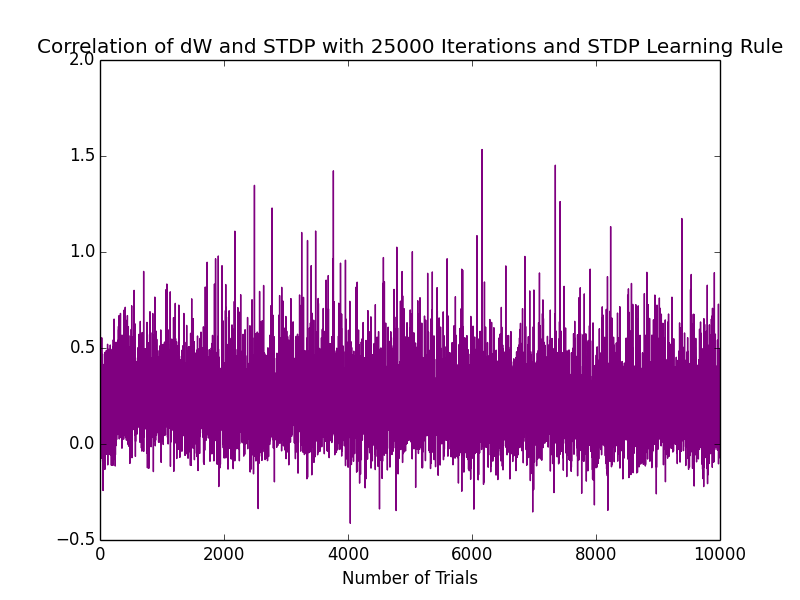 Correlation of dW and STDP with 25000 Iterations and STDP Learning Rule
2.0
1.5
1.0
0.5
0.0
−0.5
0 2000 4000 6000 8000 10000
Number of Trials